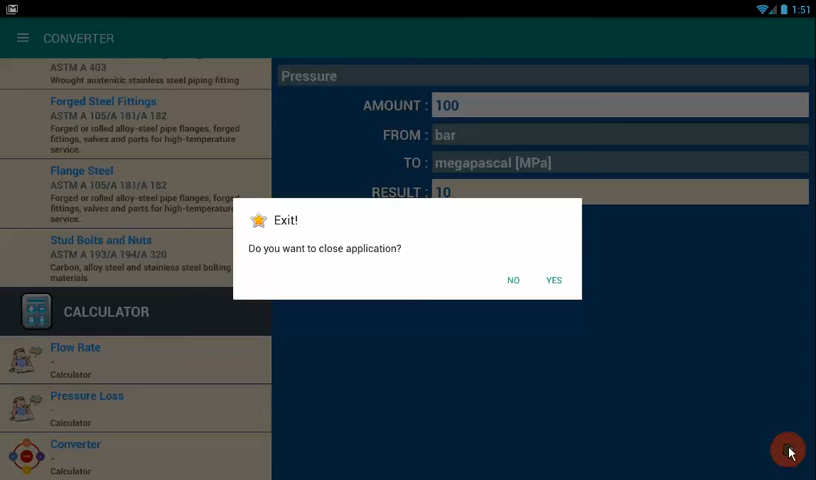 1:51
CONVERTER
ASTM A 403
Wrought austenitic stainless steel piping fitting
Forged Steel Fittings
ASTM A 105/A 181/A 182
Forged or rolled alloy-steel pipe flanges, forged
fittings, valves and parts for high-temperature
service.
Flange Steel
ASTM A 105/A 181/A 182
Forged or rolled alloy-steel pipe flanges, forged
fittings, valves and parts for high-temperature
service.
Stud Bolts and Nuts
ASTM A 193/A 194/A 320
Carbon, alloy steel and stainless steel bolting
materials
CALCULATOR
Flow Rate
-
Calculator
Pressure Loss
-
Calculator
Converter
-
Calculator
Pressure
AMOUNT : 100
FROM : bar
TO : megapascal [MPa]
RESULT : 10
Exit!
Do you want to close application?
NO YES